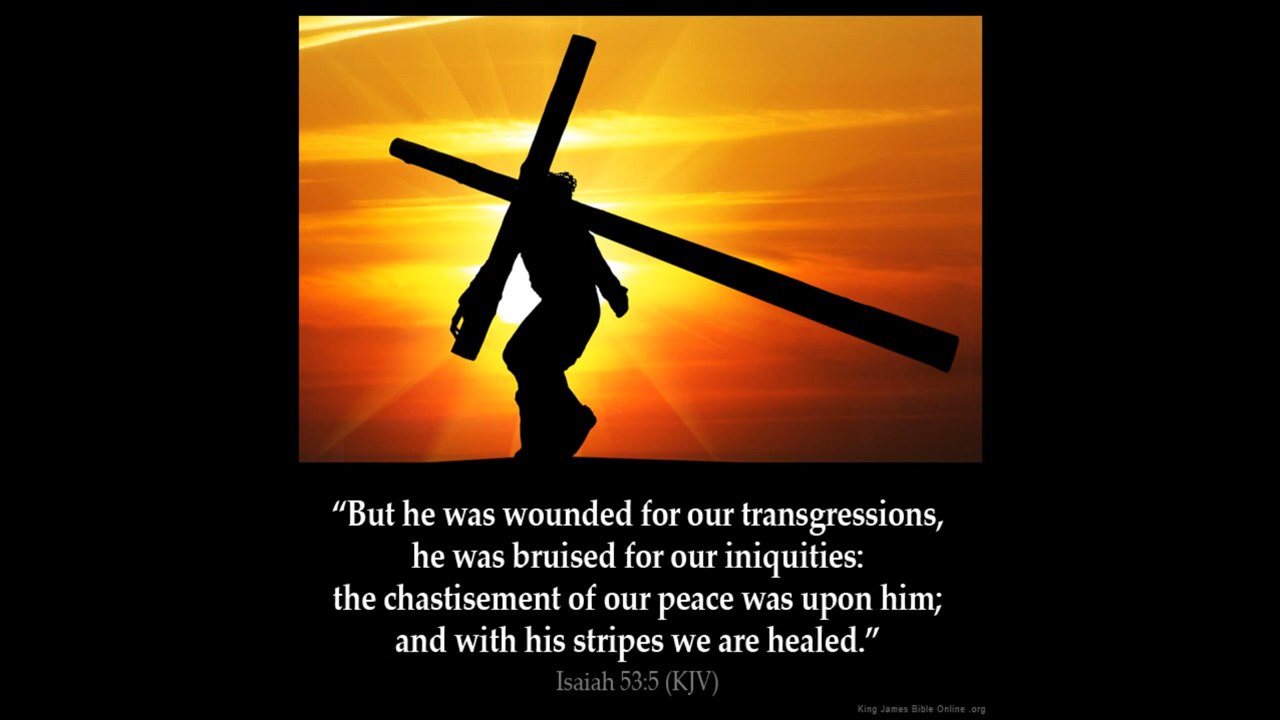 “But he was wounded for our transgressions,
he was bruised for our iniquities:
the chastisement of our peace was upon him;
and with his stripes we are healed.”
Isaiah 53:5 (KJV)
King James Bible Online .org